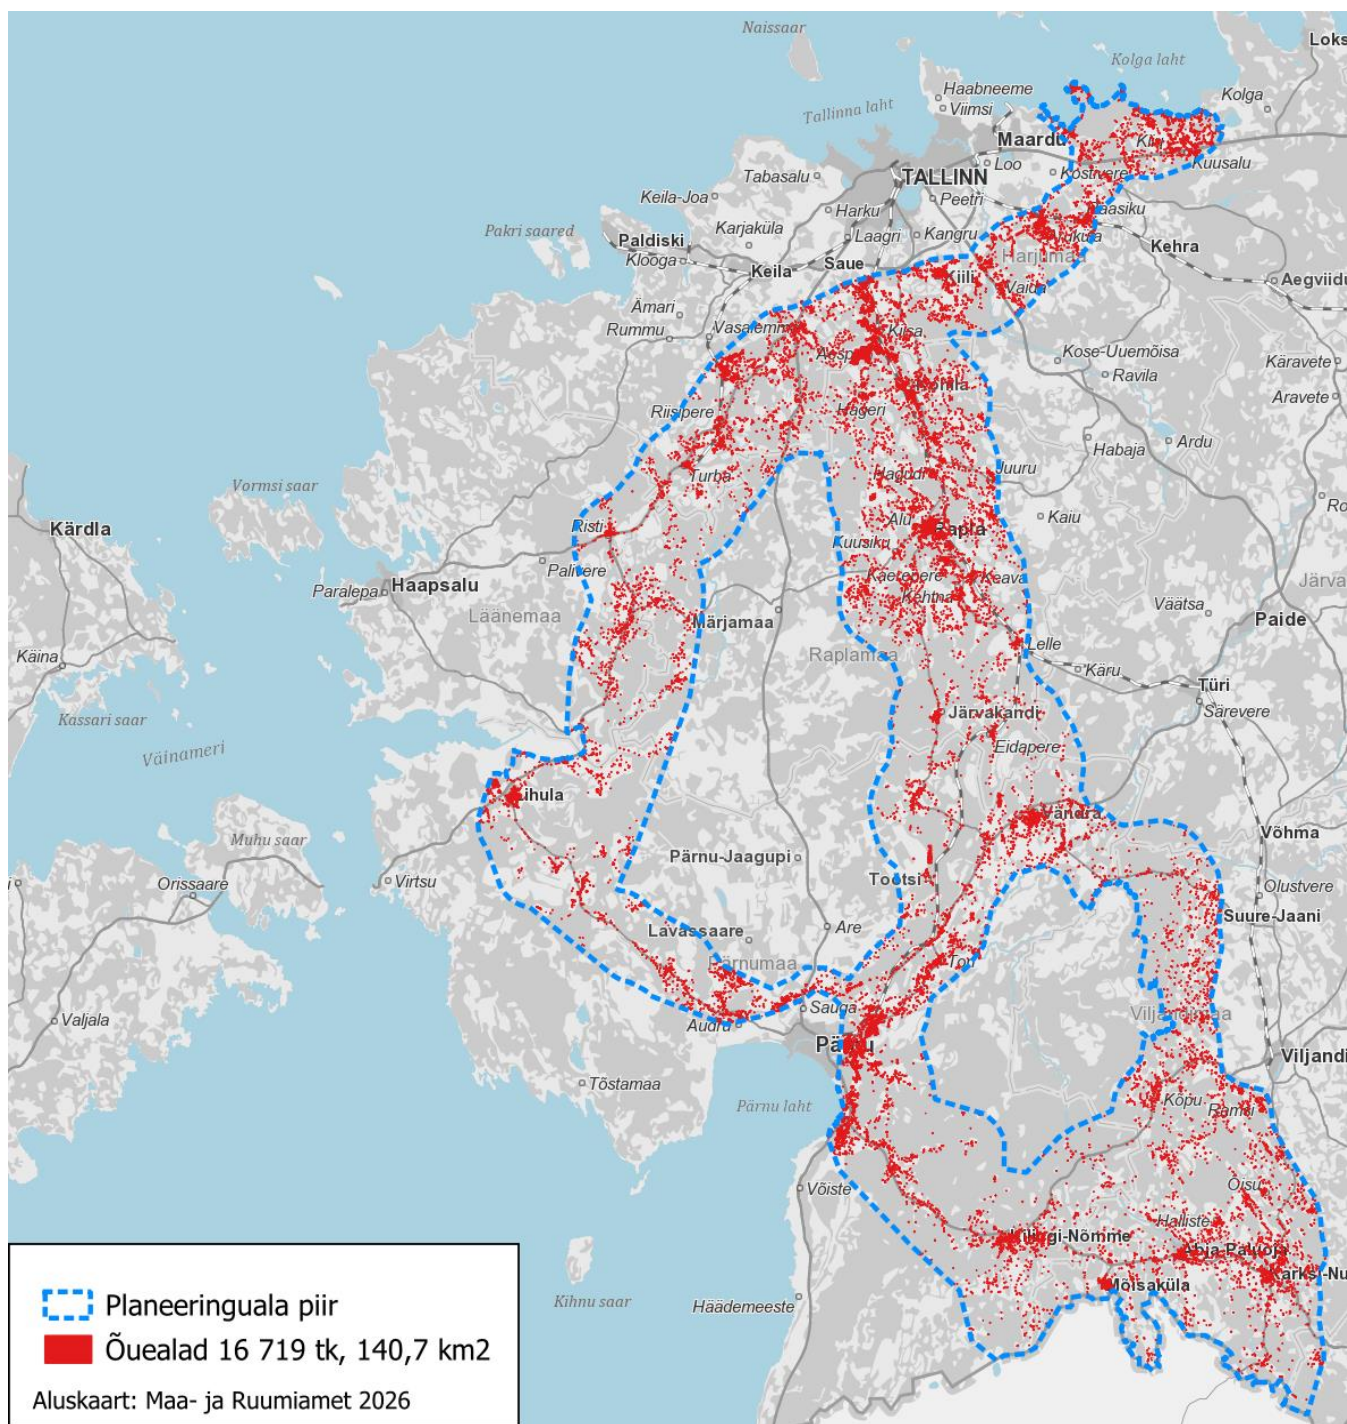 Naissaar
Loks
Kolga laht
Haabneeme
Viimsi
Kolga
Tallinna laht
Maardu
Loo
Kostivere
Kuusalu
Tabasalu
TALLINN
Keila-Joa
Peetri
Harku
Pakri saared
Karjaküla
Laagri
Kangru
Paldiski
Kehra
Klooga
Keila
Saue
Harjumaa
Kiili
Aegviidu
Vaida
Ämari
Rummu
Vasalemm
Kiisa
Kose-Uuemõisa
Ravila
Käravete
Aravete
Riisipere
Hageri
Habaja
Ardu
Turba
Hagudi
Juuru
Vormsi saar
Kärdla
Risti
Alu
Rapla
Kaiu
Kuusiku
Palivere
Haapsalu
Paralepa
Kaerepere
Keava
Kehtna
Järva
Läänemaa
Märjamaa
Väätsa
Paide
Käina
Raplamaa
Lelle
Käru
Türi
Särevere
Kassari saar
Järvakandi
Väinameri
Eidapere
Lihula
Vändra
Võhma
Muhu saar
Pärnu-Jaagupi
Virtsu
Orissaare
Tootsi
Olustvere
Suure-Jaani
Lavassaare
Are
Pärnumaa
Tori
Sauga
Audru
Valjala
Viljandimaa
Pärnu
Viljandi
Tõstamaa
Pärnu laht
Kõpu
Ramsi
Võiste
Õisu
Halliste
Kilingi-Nõmme
Abja-Paluoja
Karksi-Nu
Mõisaküla
Kihnu saar
Häädemeeste
Planeeringuala piir
Õuealad 16 719 tk, 140,7 km2
Aluskaart: Maa- ja Ruumiamet 2026